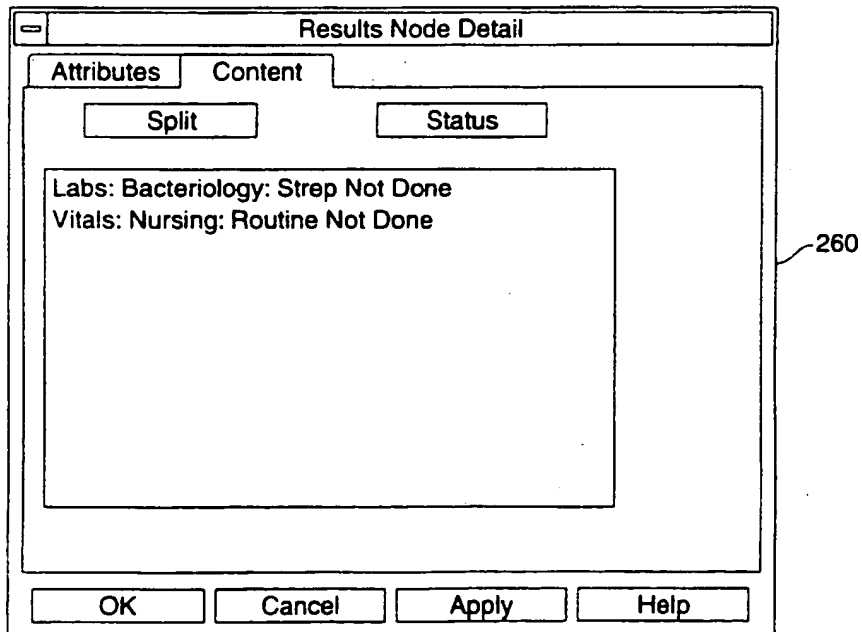 Results Node Detail
Attributes Content
Split Status
Labs: Bacteriology: Strep Not Done
Vitals: Nursing: Routine Not Done
260
OK Cancel Apply Help